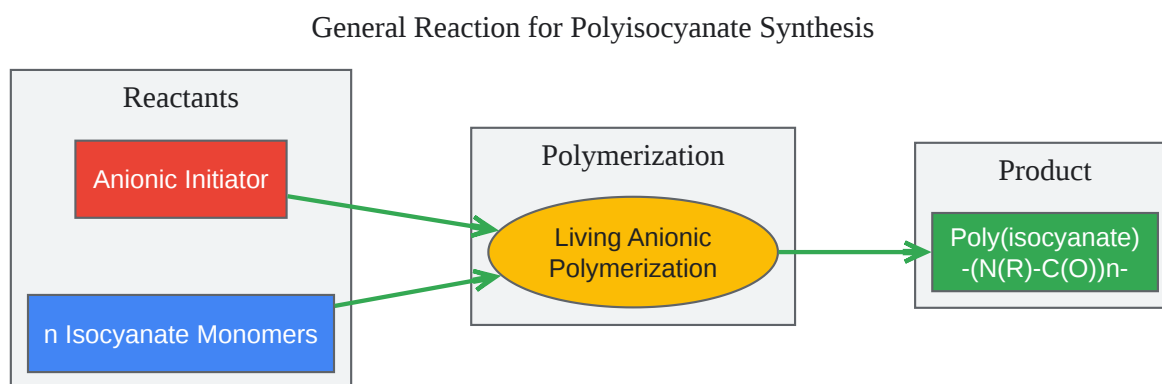 General Reaction for Polyisocyanate Synthesis
Reactants
Anionic Initiator
n Isocyanate Monomers
Polymerization
Living Anionic
Polymerization
Product
Poly(isocyanate)
-(N(R)-C(O))n-